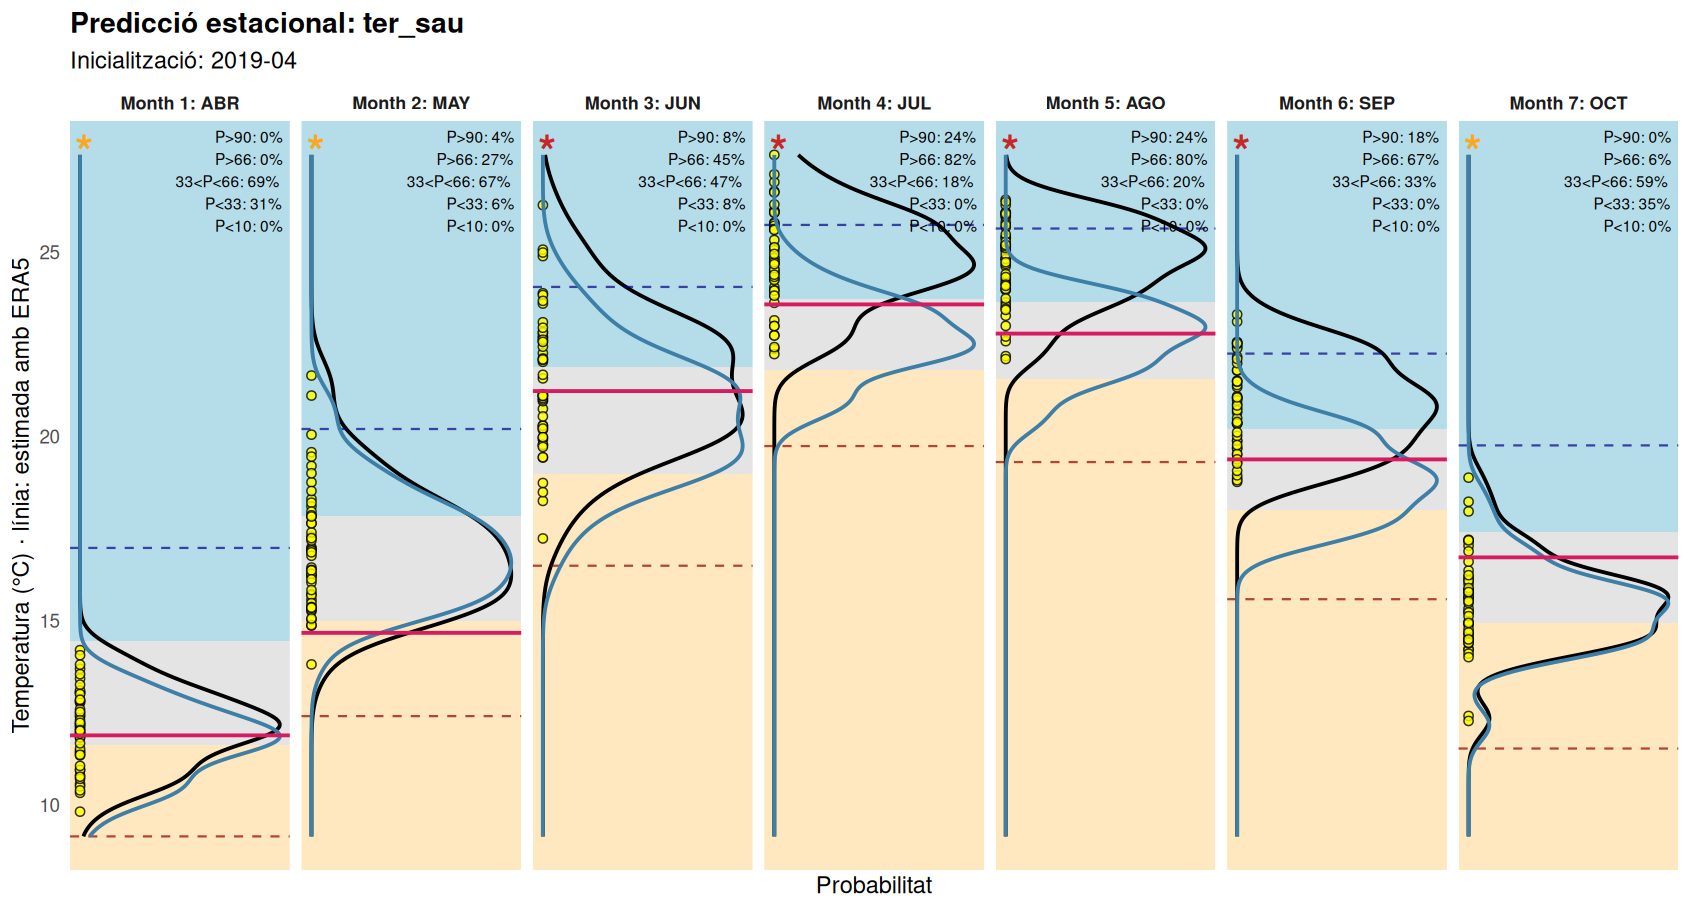 Predicció estacional: ter_sau
Inicialització: 2019-04
Month 1: ABR
Month 2: MAY
Month 3: JUN
Month 4: JUL
Month 5: AGO
Month 6: SEP
Month 7: OCT
P>90: 0%
P>66: 0%
33<P<66: 69%
P<33: 31%
P<10: 0%
P>90: 4%
P>66: 27%
33<P<66: 67%
P<33: 6%
P<10: 0%
P>90: 8%
P>66: 45%
33<P<66: 47%
P<33: 8%
P<10: 0%
P>90: 24%
P>66: 82%
33<P<66: 18%
P<33: 0%
P<10: 0%
P>90: 24%
P>66: 80%
33<P<66: 20%
P<33: 0%
P<10: 0%
P>90: 18%
P>66: 67%
33<P<66: 33%
P<33: 0%
P<10: 0%
P>90: 0%
P>66: 6%
33<P<66: 59%
P<33: 35%
P<10: 0%
25
20
15
10
Temperatura (°C) · línia: estimada amb ERA5
Probabilitat